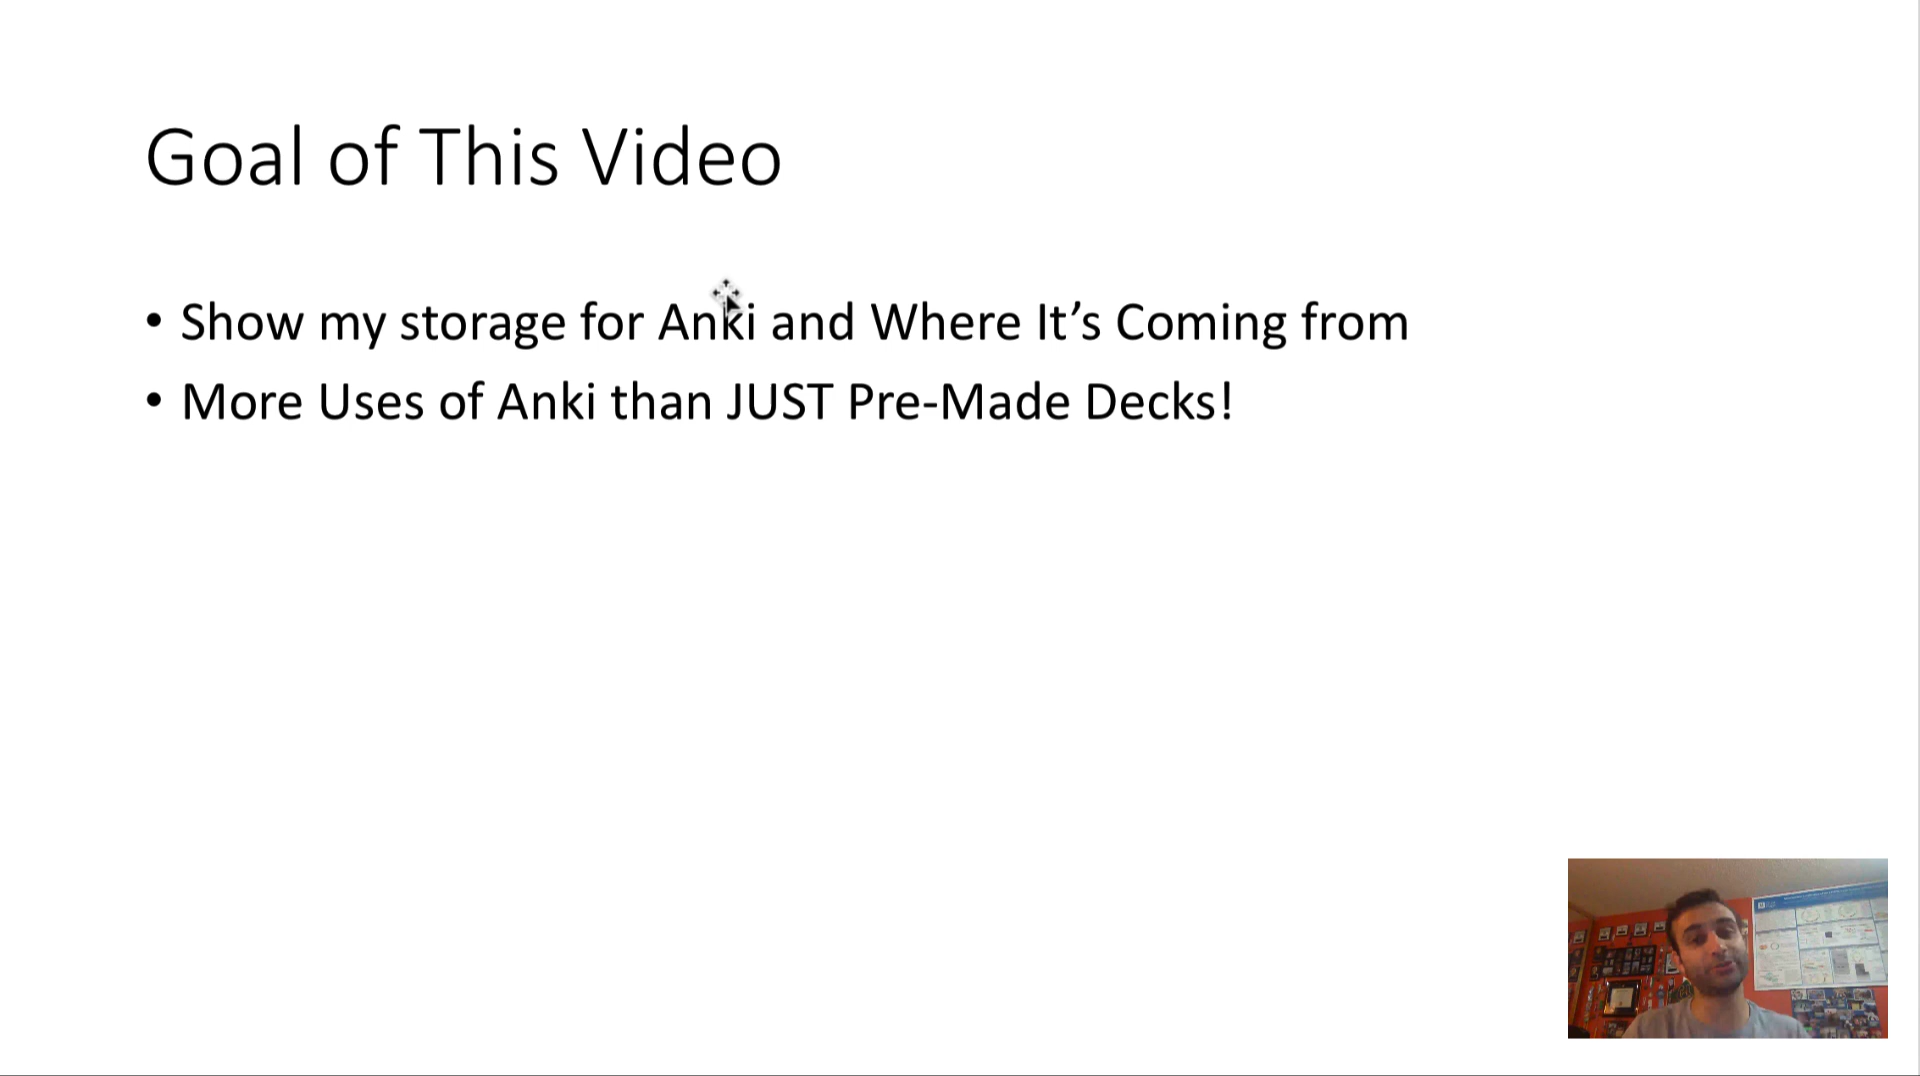 Goal of This Video
• Show my storage for Anki and Where It’s Coming from
• More Uses of Anki than JUST Pre-Made Decks!